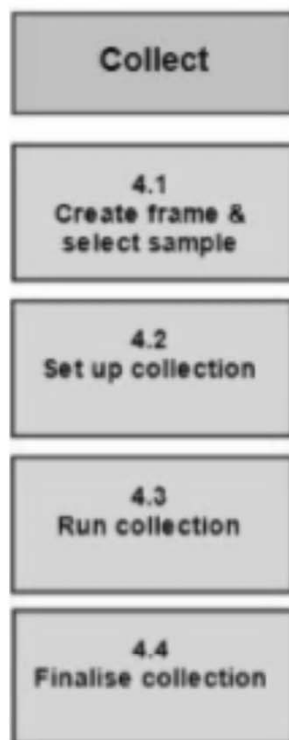 Collect
4.1
Create frame &
select sample
4.2
Set up collection
4.3
Run collection
4.4
Finalise collection